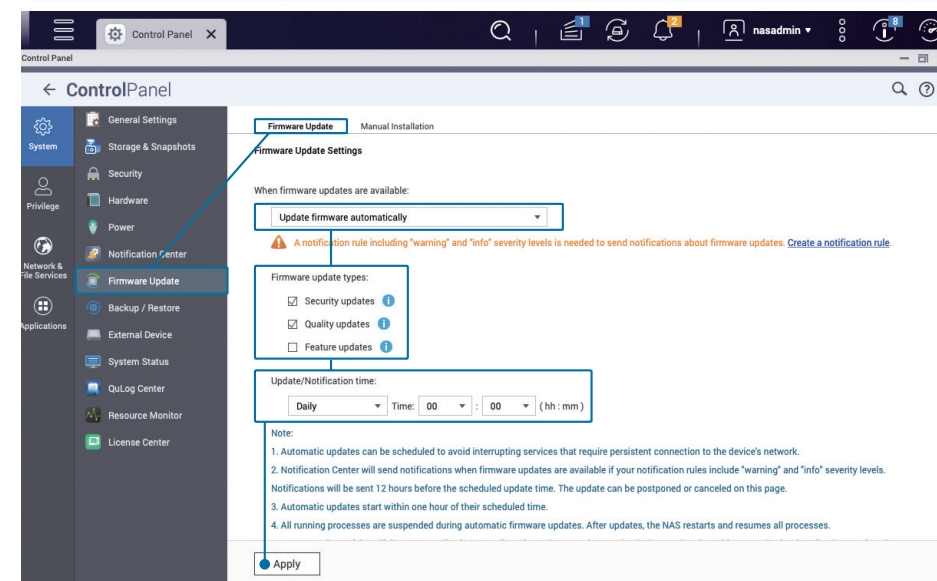 1
2
8
Control Panel X
nasadmin
Control Panel
ControlPanel
System
Privilege
Network &
File Services
Applications
General Settings
Storage & Snapshots
Security
Hardware
Power
Notification Center
Firmware Update
Backup / Restore
External Device
System Status
QuLog Center
Resource Monitor
License Center
Firmware Update Manual Installation
Firmware Update Settings
When firmware updates are available:
Update firmware automatically
A notification rule including "warning" and "info" severity levels is needed to send notifications about firmware updates. Create a notification rule.
Firmware update types:
Security updates
Quality updates
Feature updates
Update/Notification time:
Daily Time: 00 : 00 ( hh : mm )
Note:
1. Automatic updates can be scheduled to avoid interrupting services that require persistent connection to the device's network.
2. Notification Center will send notifications when firmware updates are available if your notification rules include "warning" and "info" severity levels.
Notifications will be sent 12 hours before the scheduled update time. The update can be postponed or canceled on this page.
3. Automatic updates start within one hour of their scheduled time.
4. All running processes are suspended during automatic firmware updates. After updates, the NAS restarts and resumes all processes.
Apply